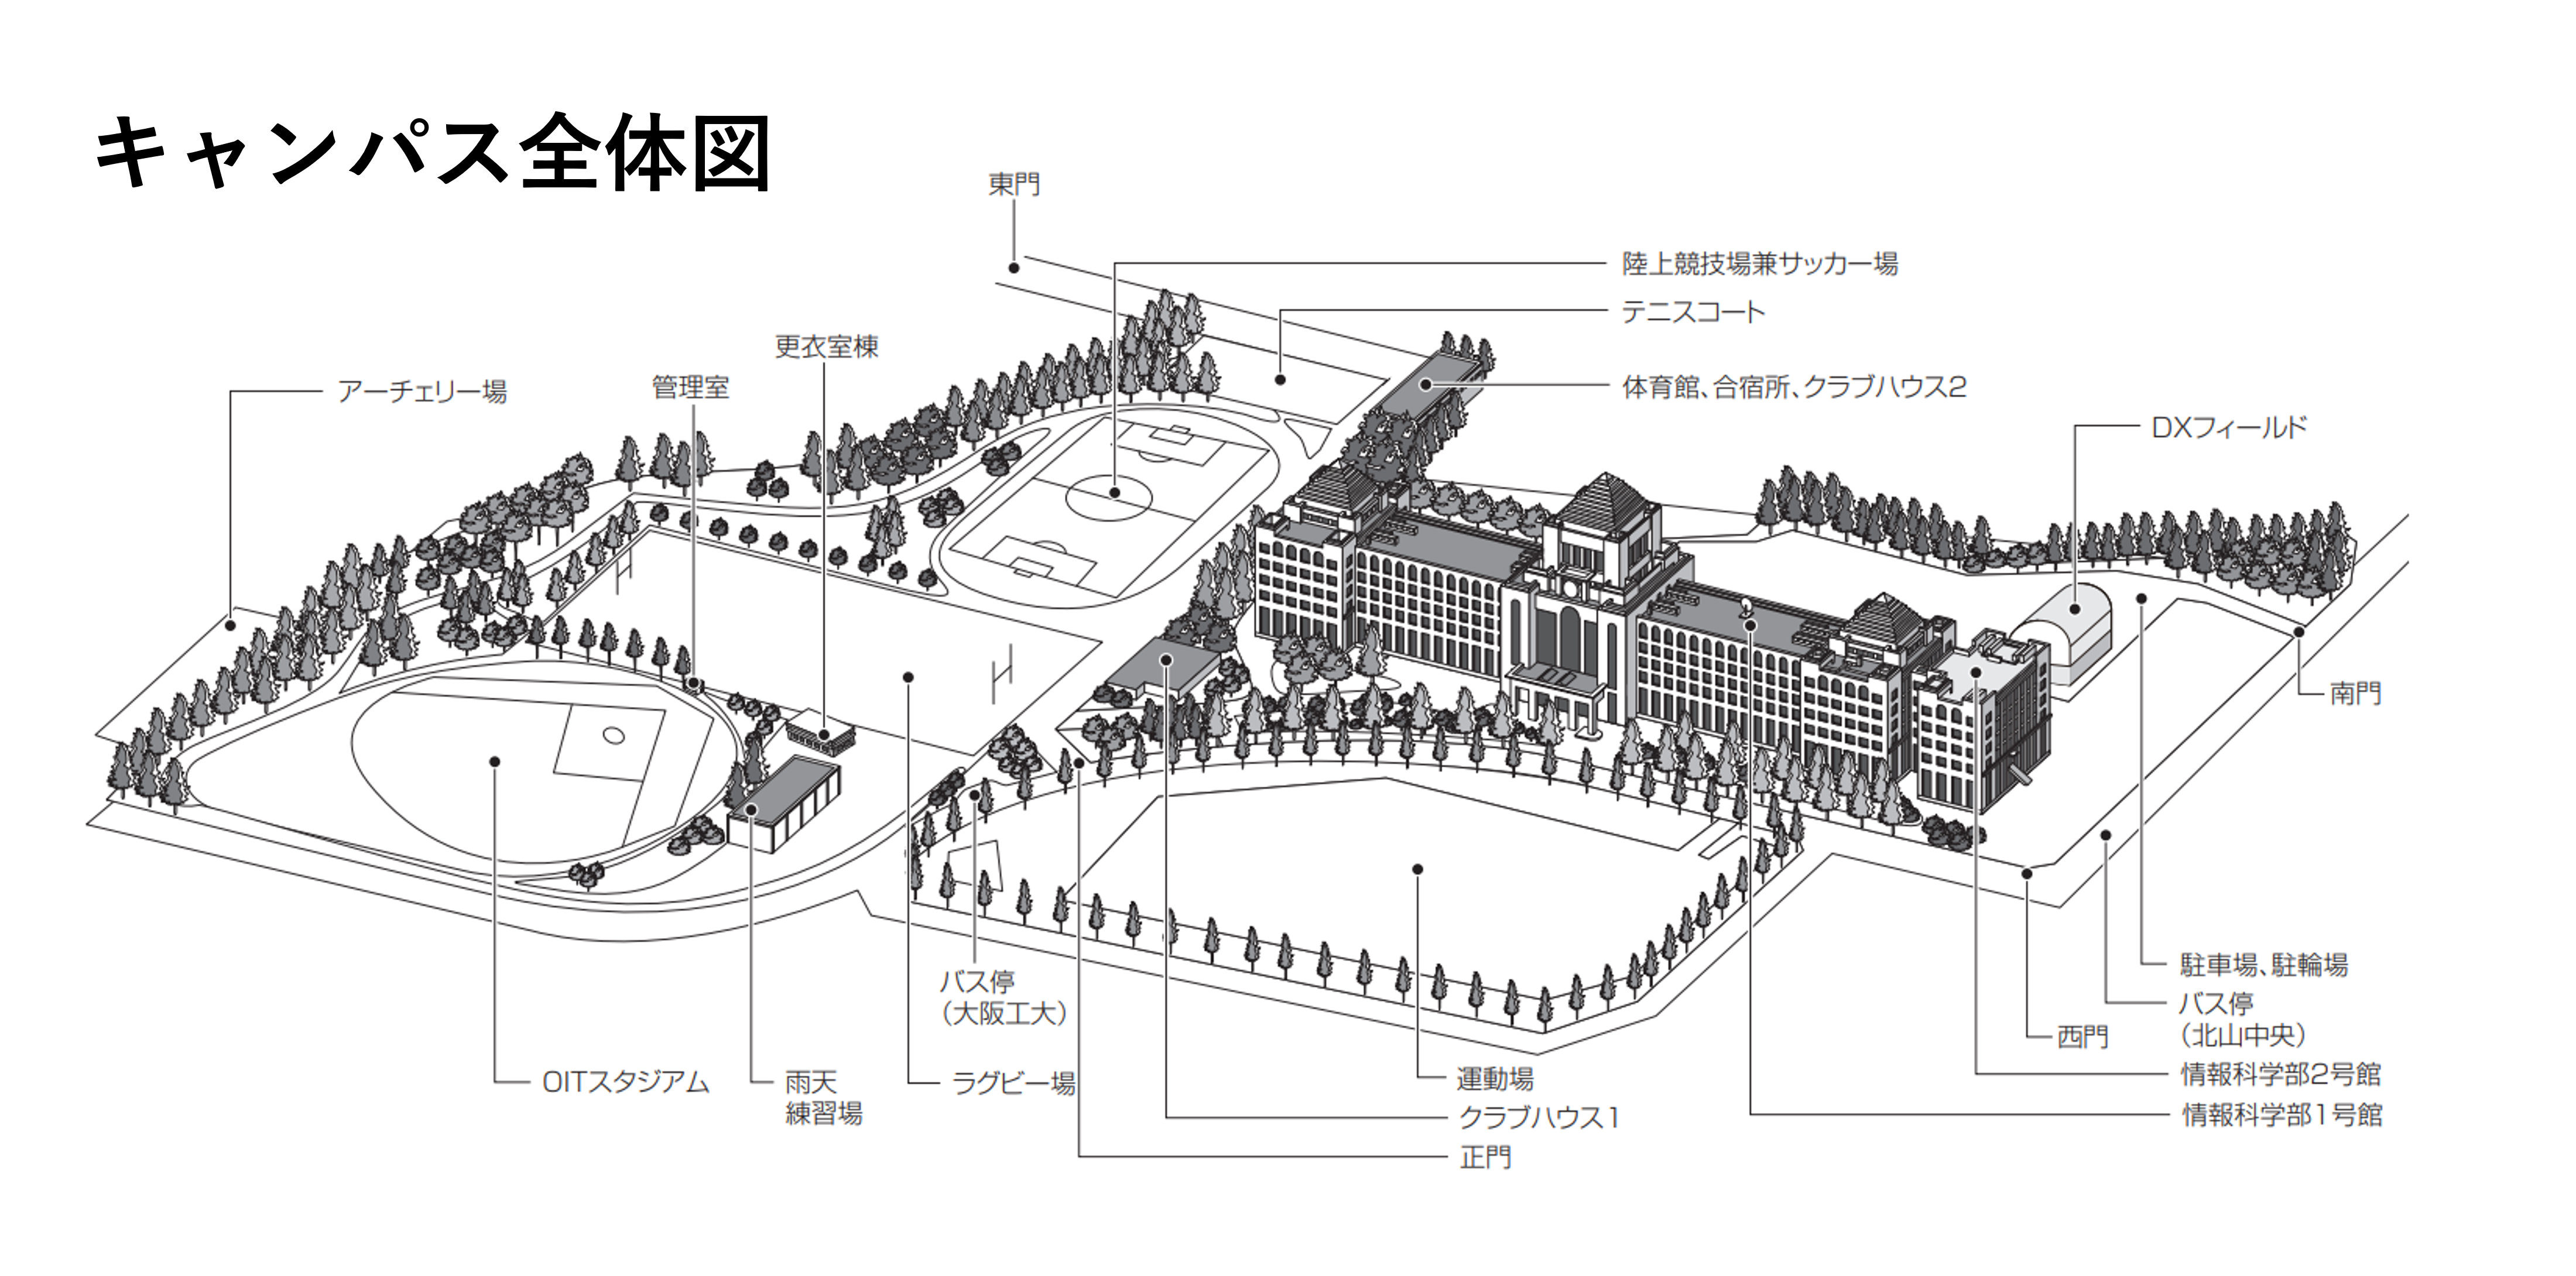 キャンパス全体図
東門
陸上競技場兼サッカー場
テニスコート
更衣室棟
管理室
アーチェリー場
体育館、合宿所、クラブハウス2
DXフィールド
南門
駐車場、駐輪場
バス停
(北山中央)
西門
情報科学部2号館
情報科学部1号館
バス停
(大阪工大)
OITスタジアム
雨天
練習場
ラグビー場
運動場
クラブハウス1
正門